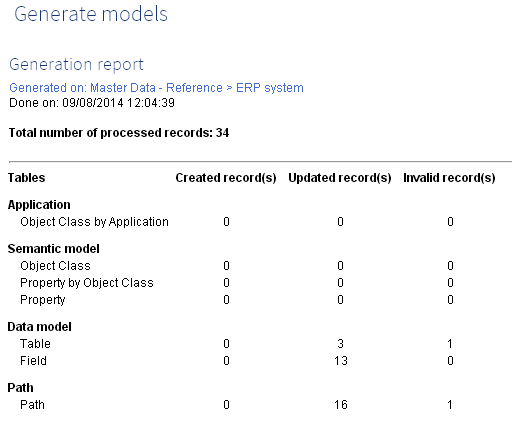 Generate models
Generation report
Generated on: Master Data - Reference > ERP system
Done on: 09/08/2014 12:04:39
Total number of processed records: 34
Tables Created record(s) Updated record(s) Invalid record(s)
Application
Object Class by Application 0 0 0
Semantic model
Object Class 0 0 0
Property by Object Class 0 0 0
Property 0 0 0
Data model
Table 0 3 1
Field 0 13 0
Path
Path 0 16 1